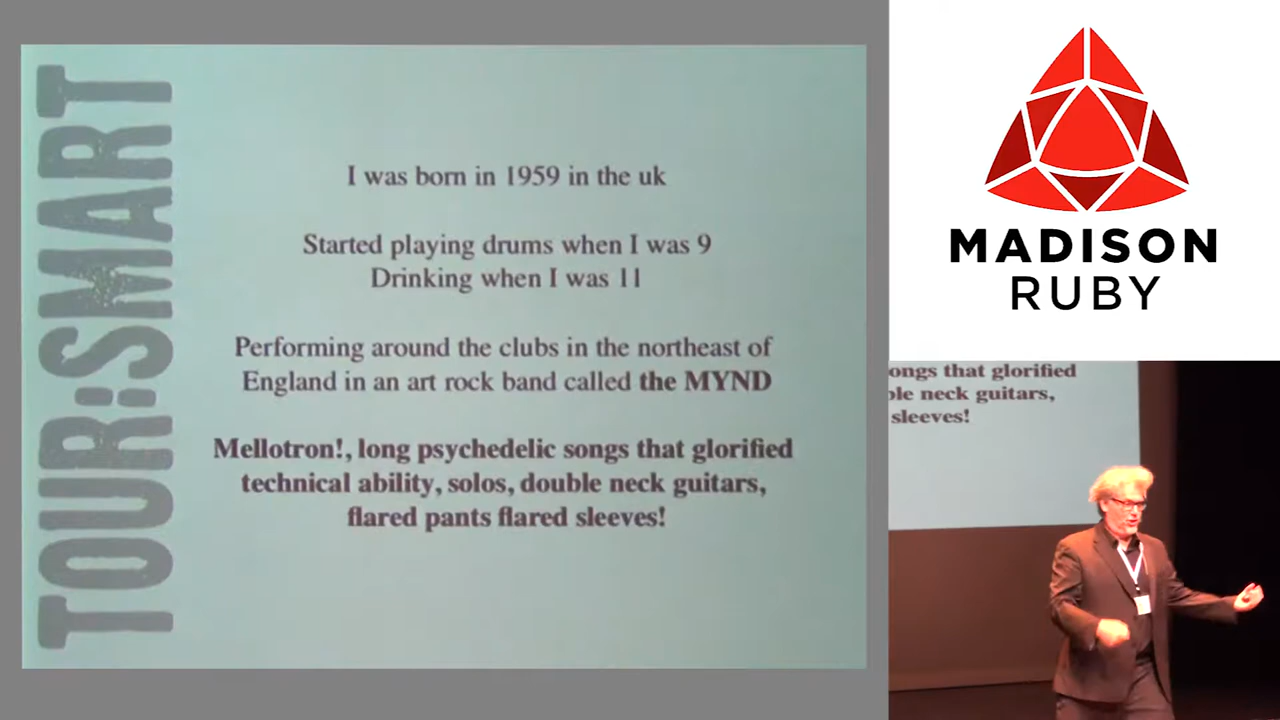 TOUR:SMART
I was born in 1959 in the uk
Started playing drums when I was 9
Drinking when I was 11
Performing around the clubs in the northeast of
England in an art rock band called the MYND
Mellotron!, long psychedelic songs that glorified
technical ability, solos, double neck guitars,
flared pants flared sleeves!
MADISON
RUBY
ongs that glorified
ble neck guitars,
sleeves!